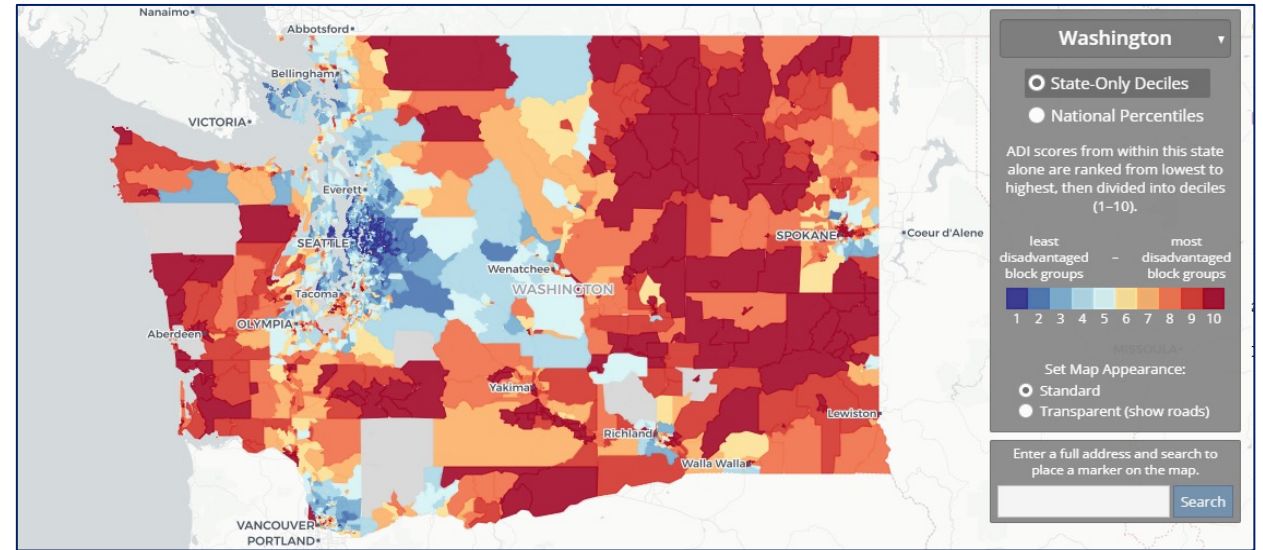 Nanaimo
Abbotsford
Bellingham
VICTORIA
Everett
SEATTLE
Wenatchee
WASHINGTON
Tacoma
OLYMPIA
Aberdeen
Yakima
Richland
Walla Walla
Lewiston
SPOKANE
Coeur d'Alene
VANCOUVER
PORTLAND
MISSOULA
Washington
State-Only Deciles
National Percentiles
ADI scores from within this state
alone are ranked from lowest to
highest, then divided into deciles
(1–10).
least
disadvantaged
block groups
–
most
disadvantaged
block groups
1 2 3 4 5 6 7 8 9 10
Set Map Appearance:
Standard
Transparent (show roads)
Enter a full address and search to
place a marker on the map.
Search